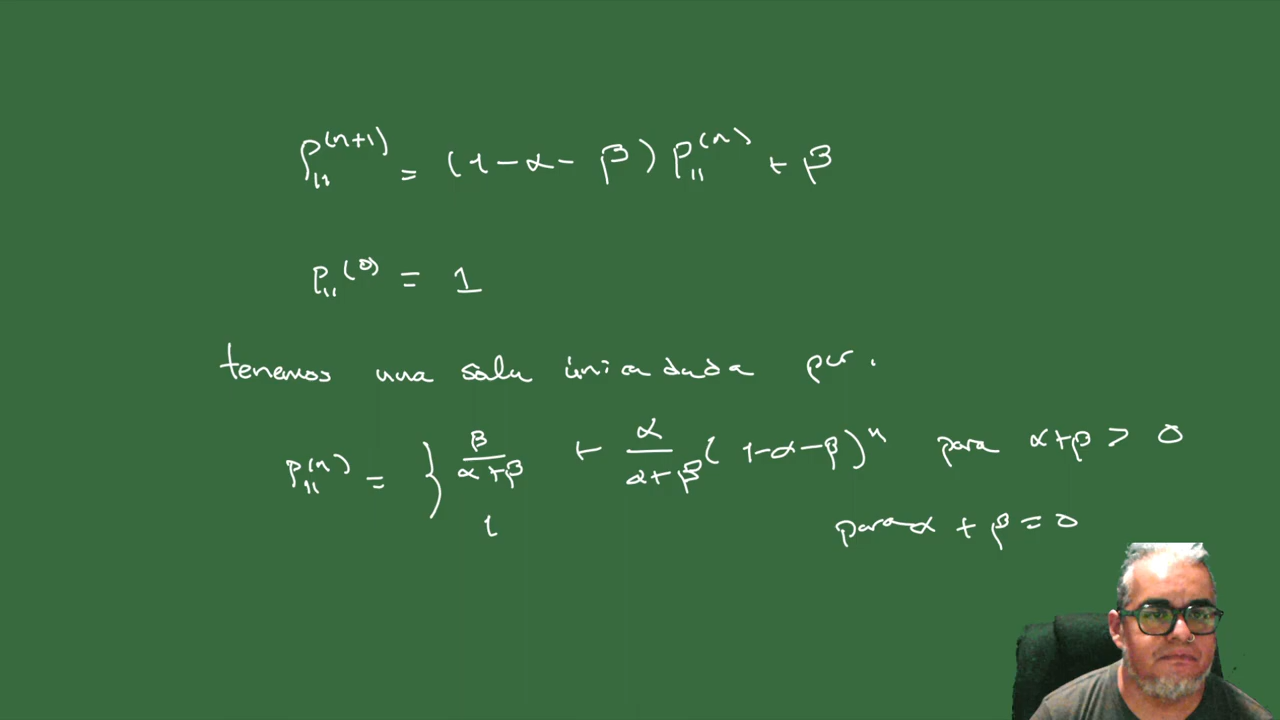 P₁₁⁽ⁿ⁺¹⁾ = (1-α-β) P₁₁⁽ⁿ⁾ + β
P₁₁⁽⁰⁾ = 1
tenemos una solu única dada por.
P₁₁⁽ⁿ⁾ = } β/(α+β) + α/(α+β) (1-α-β)ⁿ para α+β > 0
1 para α + β = 0